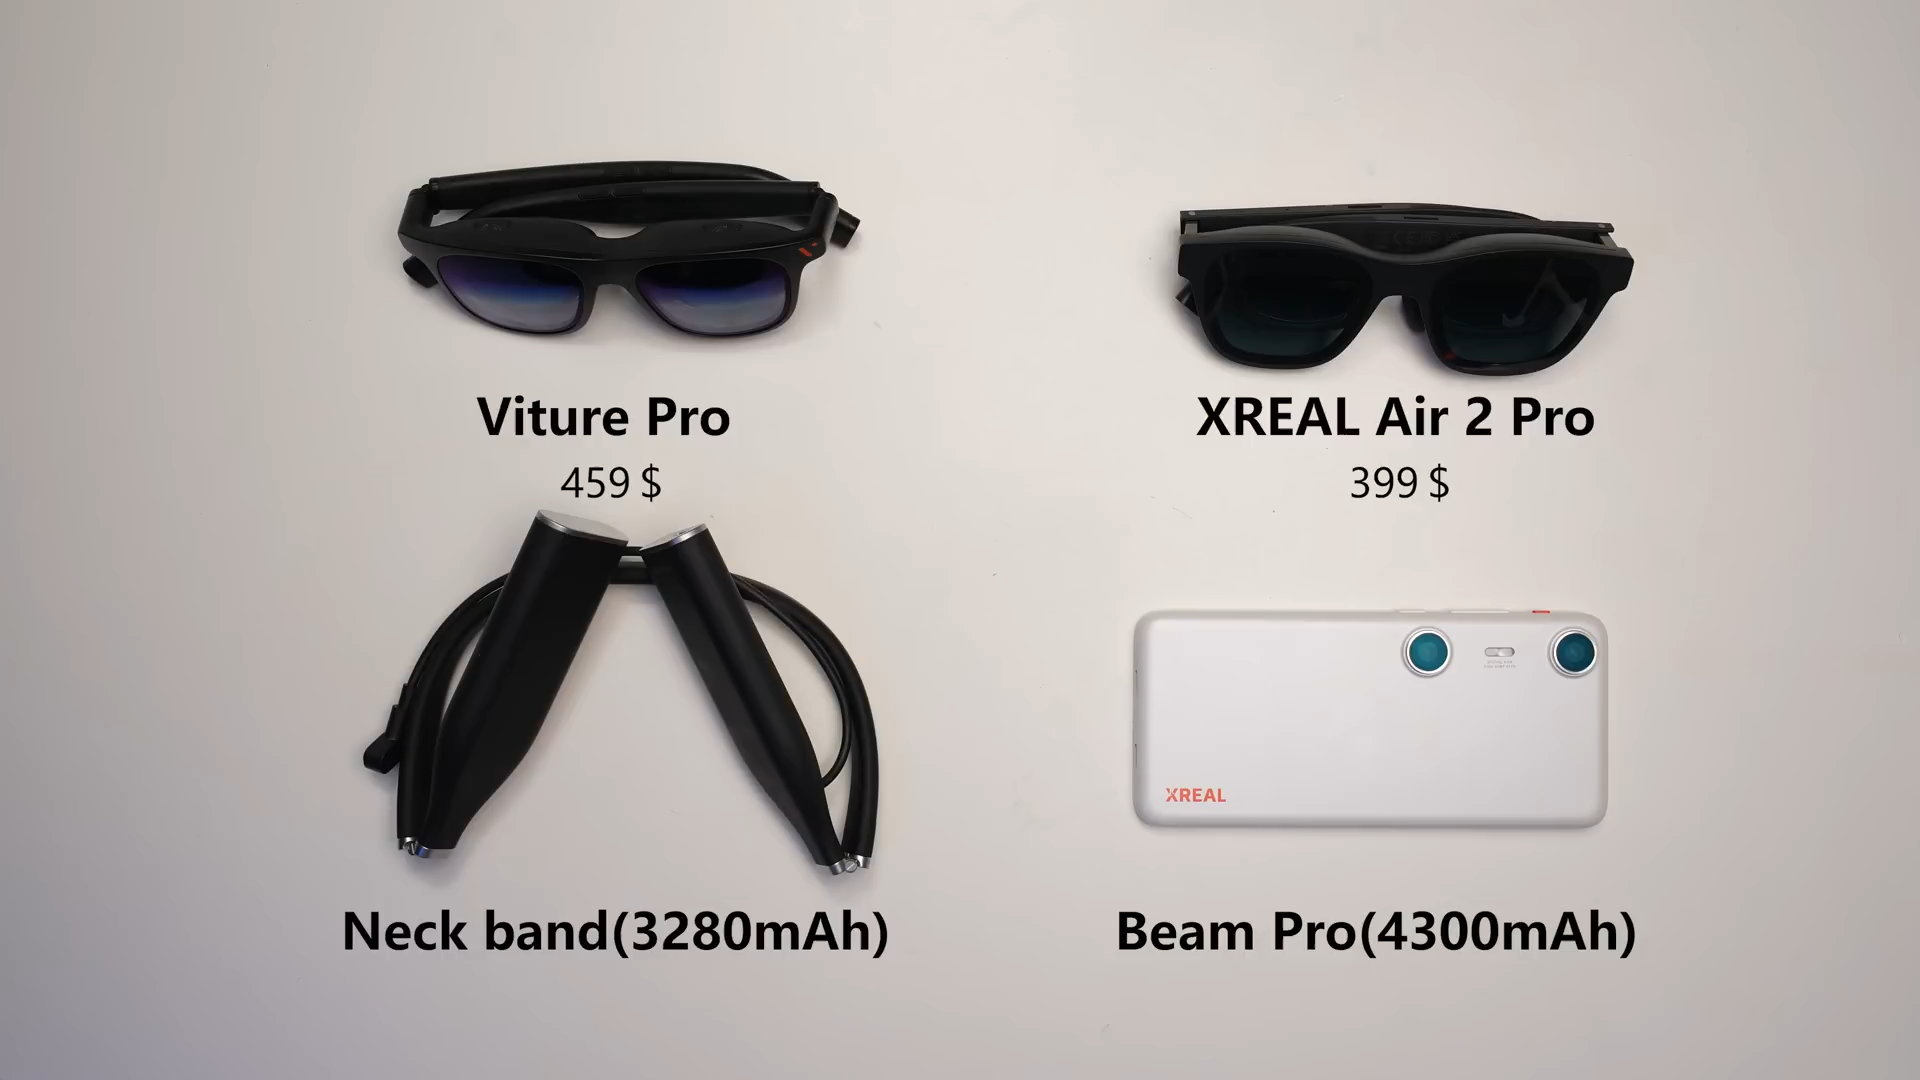 Viture Pro
459 $
XREAL Air 2 Pro
399 $
XREAL
Neck band(3280mAh)
Beam Pro(4300mAh)